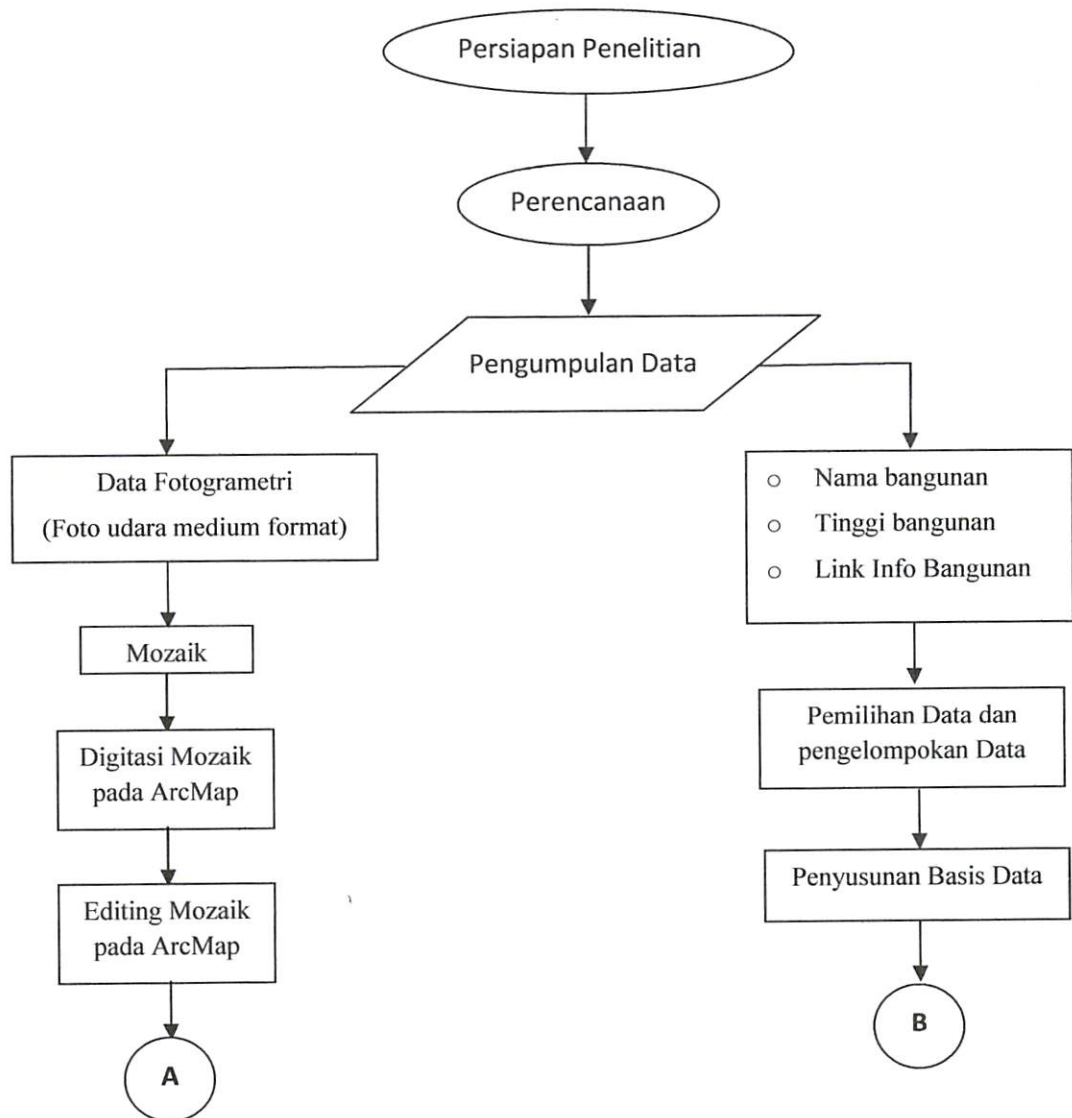 Persiapan Penelitian
Perencanaan
Pengumpulan Data
Data Fotogrametri
(Foto udara medium format)
Mozaik
Digitasi Mozaik
pada ArcMap
Editing Mozaik
pada ArcMap
A
○ Nama bangunan
○ Tinggi bangunan
○ Link Info Bangunan
Pemilihan Data dan
pengelompokan Data
Penyusunan Basis Data
B